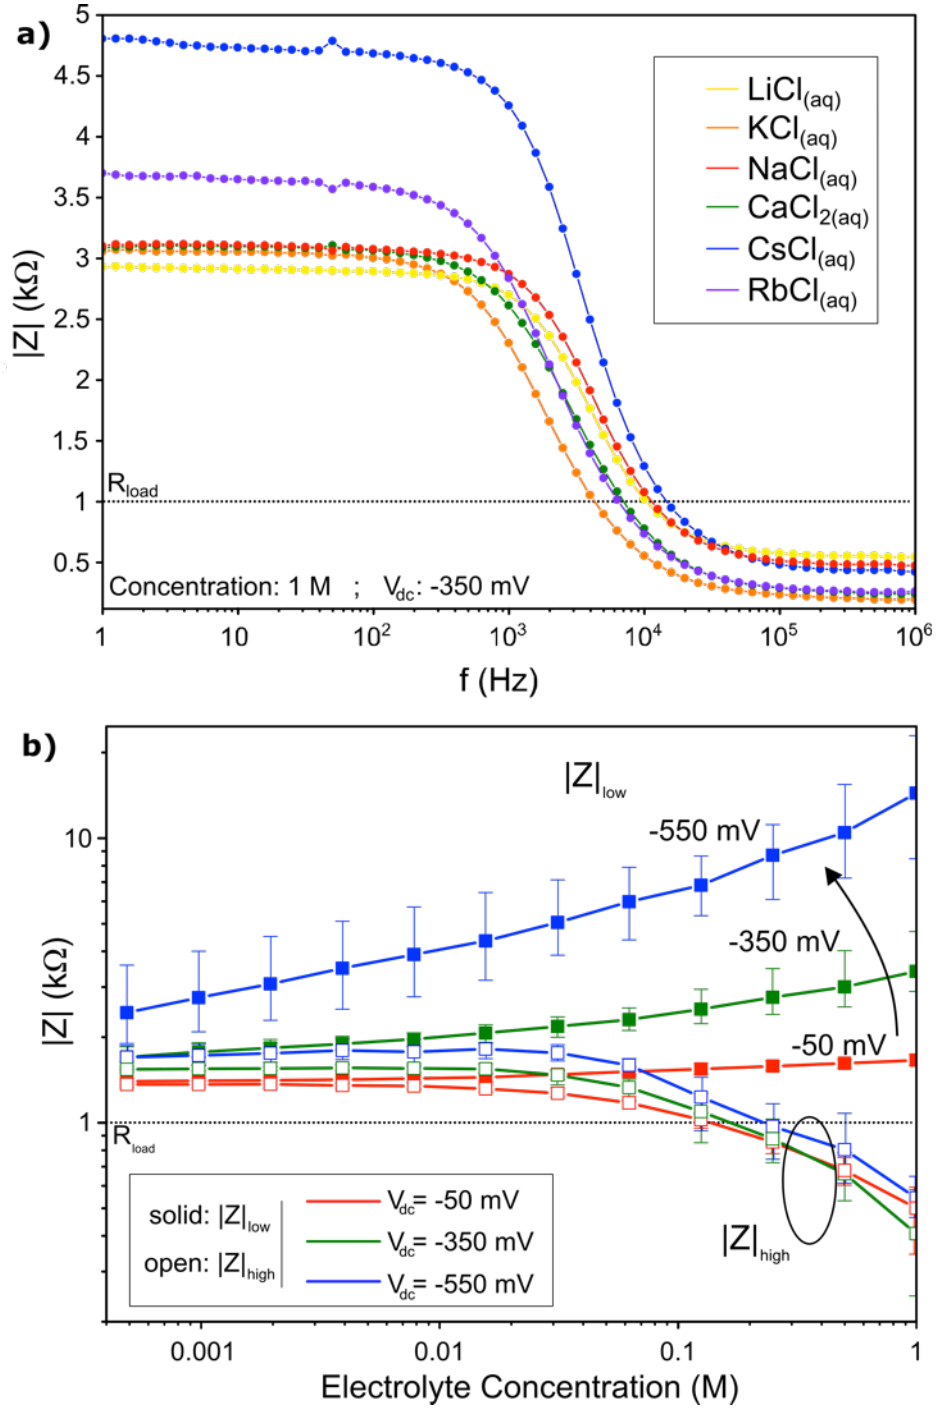 a)
5
4.5
4
3.5
3
2.5
2
1.5
1
0.5
|Z| (kΩ)
LiCl(aq)
KCl(aq)
NaCl(aq)
CaCl2(aq)
CsCl(aq)
RbCl(aq)
Rload
Concentration: 1 M ; Vdc: -350 mV
1 10 10² 10³ 10⁴ 10⁵ 10⁶
f (Hz)
b)
|Z|low
-550 mV
10
-350 mV
|Z| (kΩ)
-50 mV
1
Rload
|Z|high
solid: |Z|low
open: |Z|high
Vdc= -50 mV
Vdc= -350 mV
Vdc= -550 mV
0.001 0.01 0.1 1
Electrolyte Concentration (M)